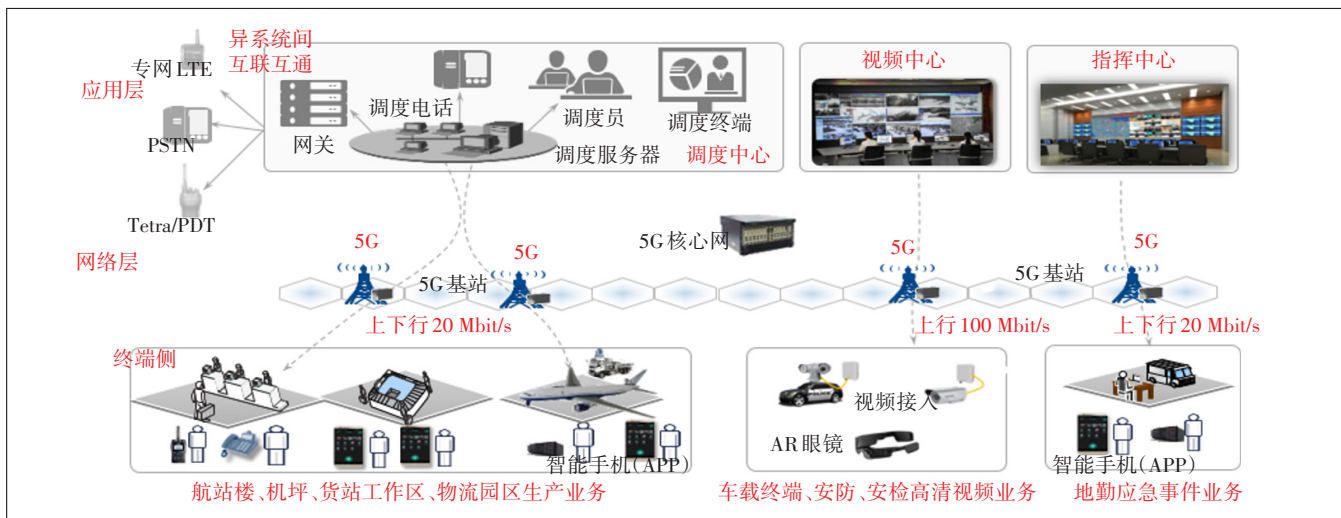 异系统间
互联互通
专网LTE
应用层
PSTN
Tetra/PDT
网关
调度电话
调度员
调度终端
调度服务器
调度中心
视频中心
指挥中心
网络层
5G
5G
5G核心网
5G
5G
5G基站
5G基站
上下行20 Mbit/s
上行100 Mbit/s
上下行20 Mbit/s
终端侧
视频接入
AR眼镜
智能手机(APP)
智能手机(APP)
航站楼、机坪、货站工作区、物流园区生产业务
车载终端、安防、安检高清视频业务
地勤应急事件业务